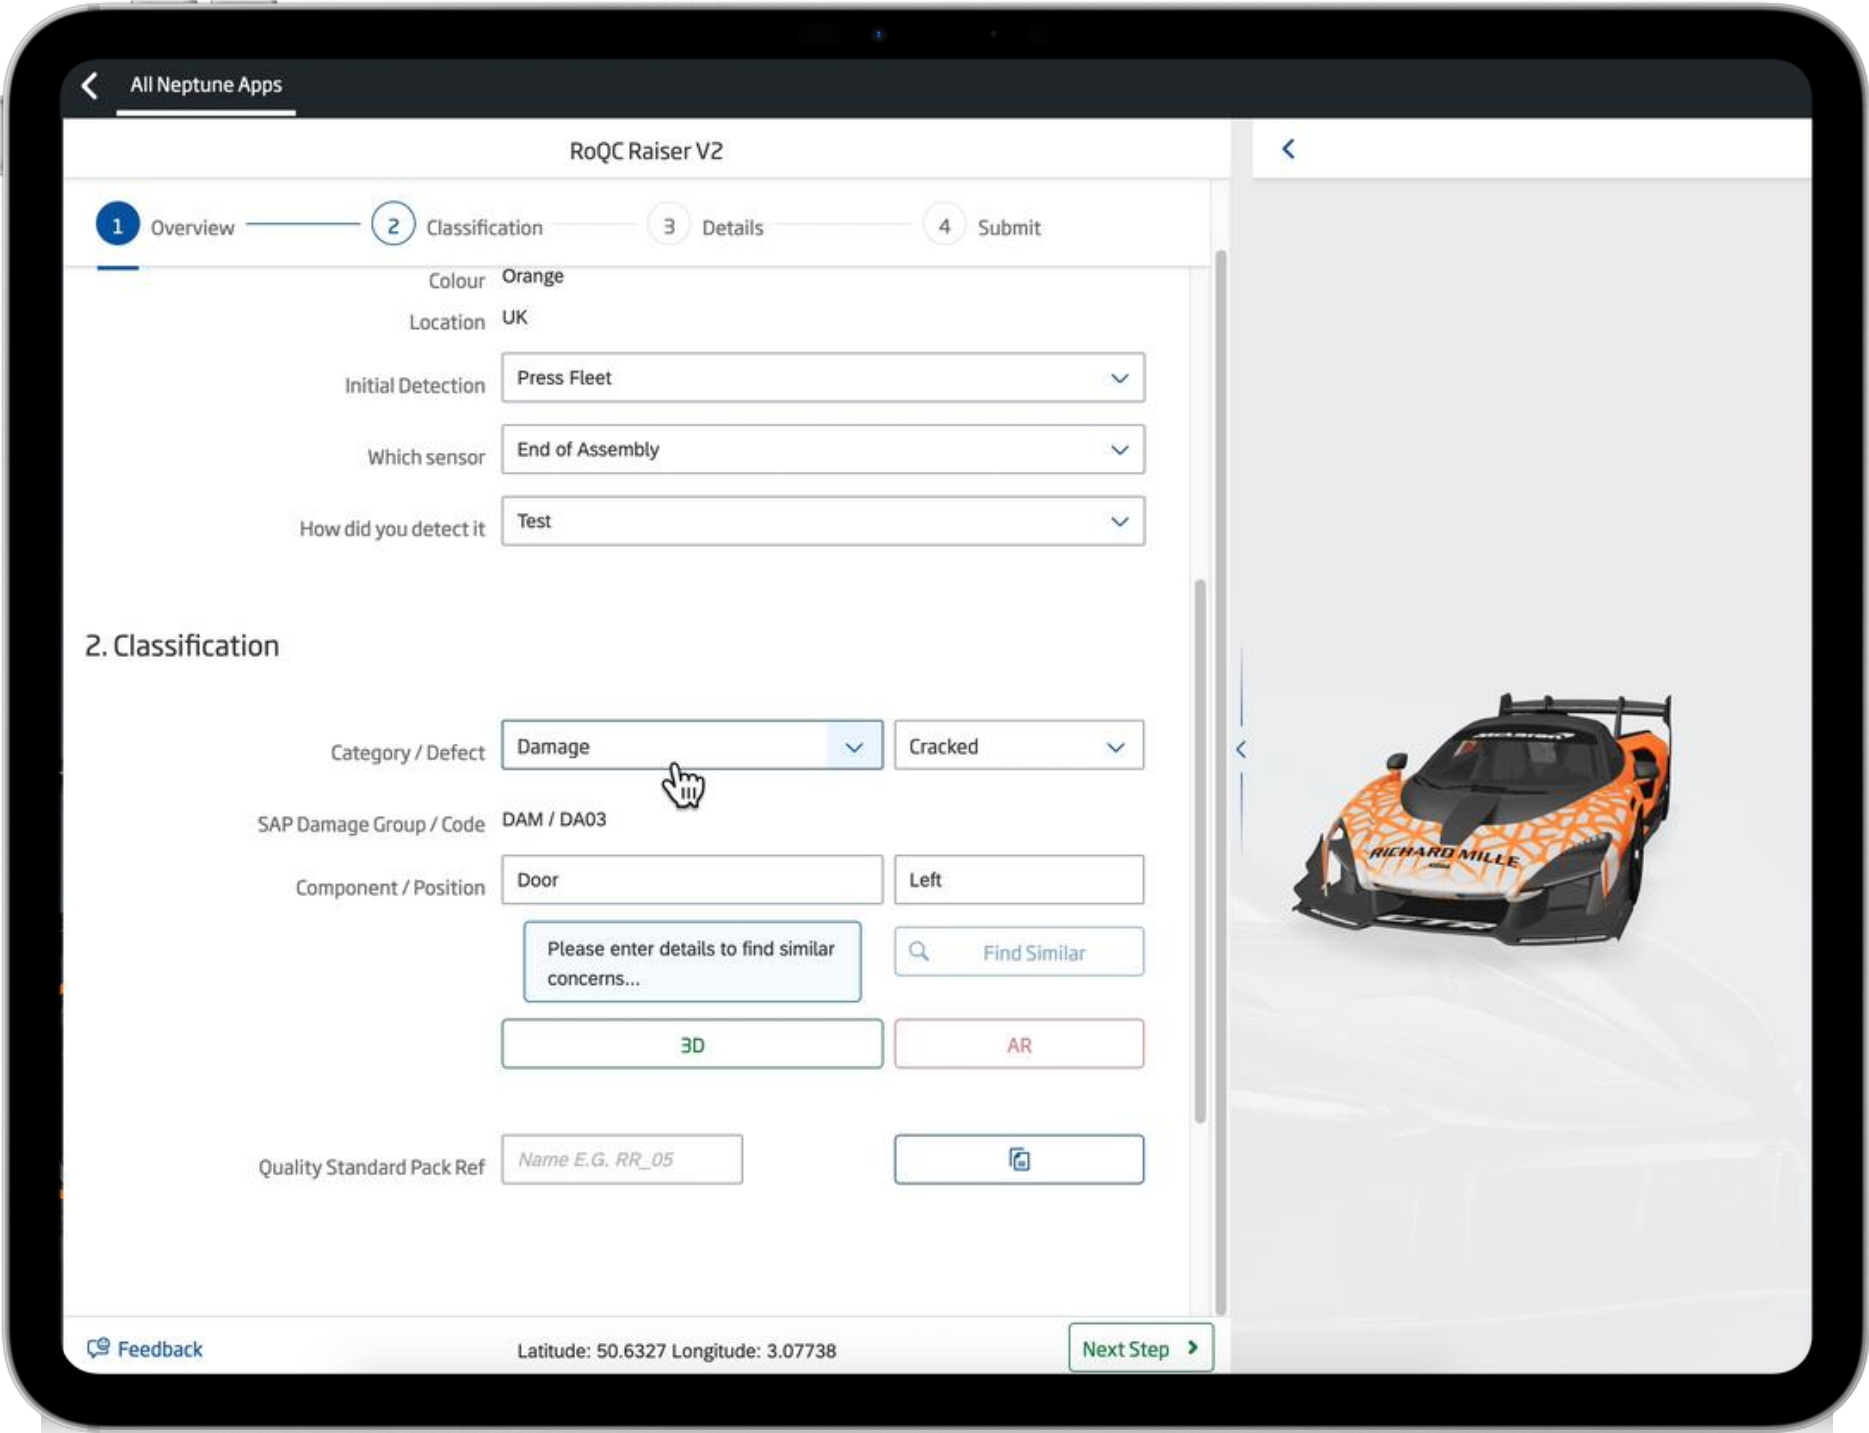 All Neptune Apps
RoQC Raiser V2
1 Overview 2 Classification 3 Details 4 Submit
Colour Orange
Location UK
Initial Detection Press Fleet
Which sensor End of Assembly
How did you detect it Test
2. Classification
Category / Defect Damage Cracked
SAP Damage Group / Code DAM / DA03
Component / Position Door Left
Please enter details to find similar
concerns...
Find Similar
3D AR
Quality Standard Pack Ref Name E.G. RR_05
McLaren
RICHARD MILLE
GTR
Feedback Latitude: 50.6327 Longitude: 3.07738 Next Step